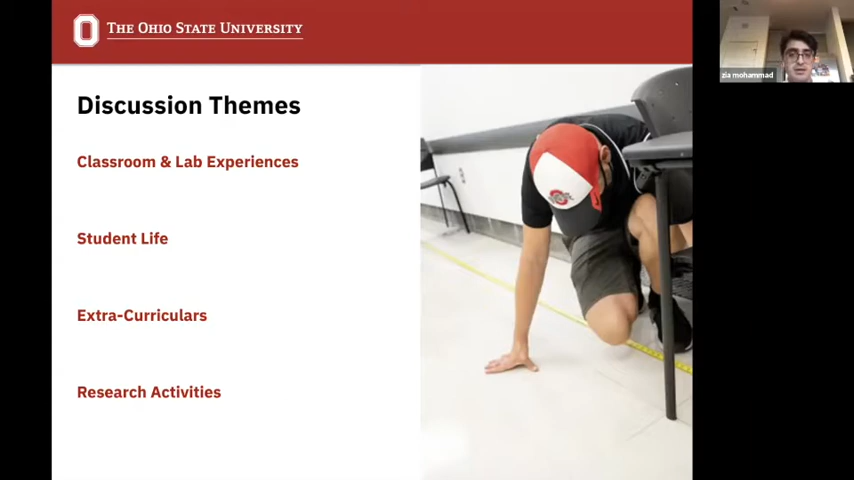 THE OHIO STATE UNIVERSITY
Discussion Themes
Classroom & Lab Experiences
Student Life
Extra-Curriculars
Research Activities
zia mohammad